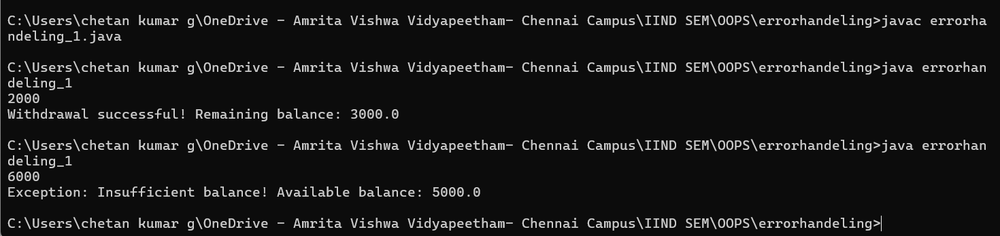 C:\Users\chetan kumar g\OneDrive - Amrita Vishwa Vidyapeetham- Chennai Campus\IIND SEM\OOPS\errorhandeling>javac errorha
ndeling_1.java
C:\Users\chetan kumar g\OneDrive - Amrita Vishwa Vidyapeetham- Chennai Campus\IIND SEM\OOPS\errorhandeling>java errorhan
deling_1
2000
Withdrawal successful! Remaining balance: 3000.0
C:\Users\chetan kumar g\OneDrive - Amrita Vishwa Vidyapeetham- Chennai Campus\IIND SEM\OOPS\errorhandeling>java errorhan
deling_1
6000
Exception: Insufficient balance! Available balance: 5000.0
C:\Users\chetan kumar g\OneDrive - Amrita Vishwa Vidyapeetham- Chennai Campus\IIND SEM\OOPS\errorhandeling>